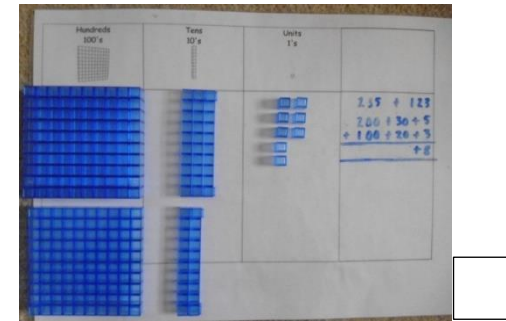 Hundreds
100's
Tens
10's
Units
1's
235 + 123
200 + 30 + 5
+ 100 + 20 + 3
+ 8